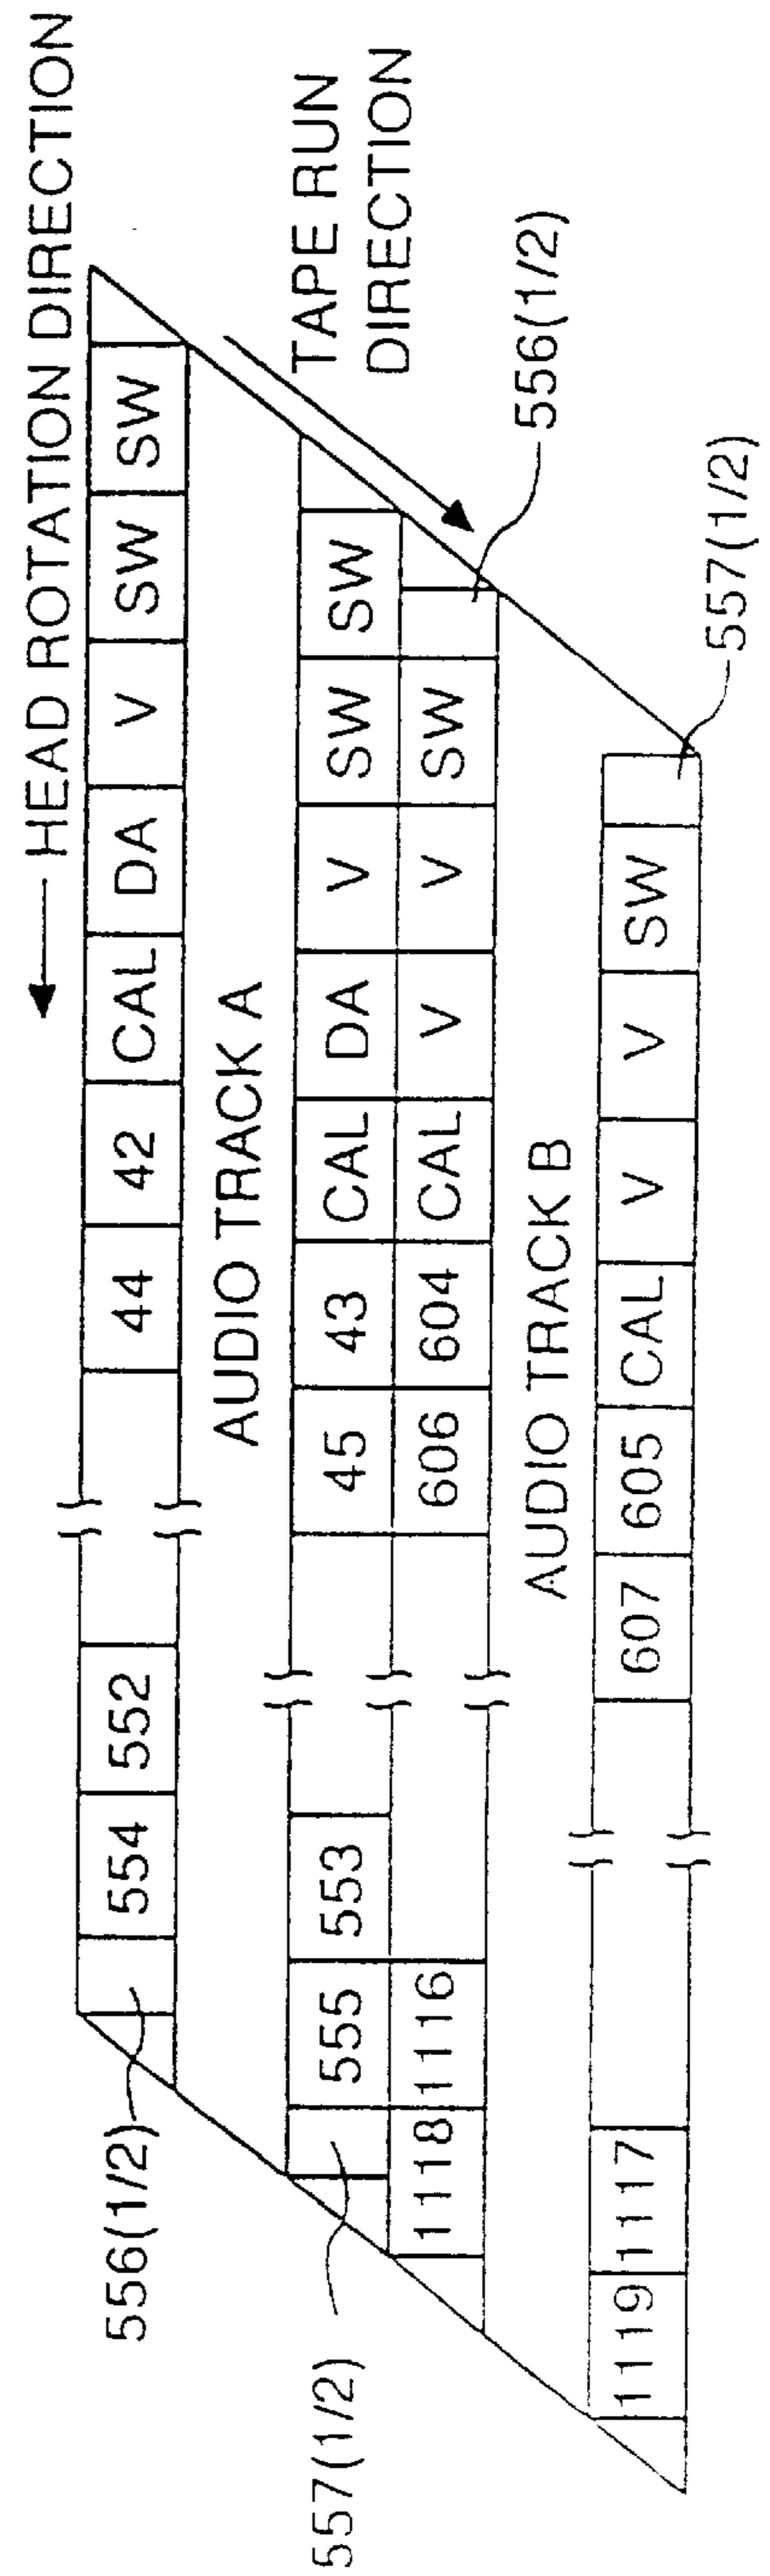 ← HEAD ROTATION DIRECTION
554 552 44 42 CAL DA V SW SW
556(1/2)
AUDIO TRACK A
TAPE RUN
DIRECTION
555 553 45 43 CAL DA V SW SW
1118 1116 606 604 CAL V V SW
556(1/2)
557(1/2)
AUDIO TRACK B
1119 1117 607 605 CAL V V SW
557(1/2)